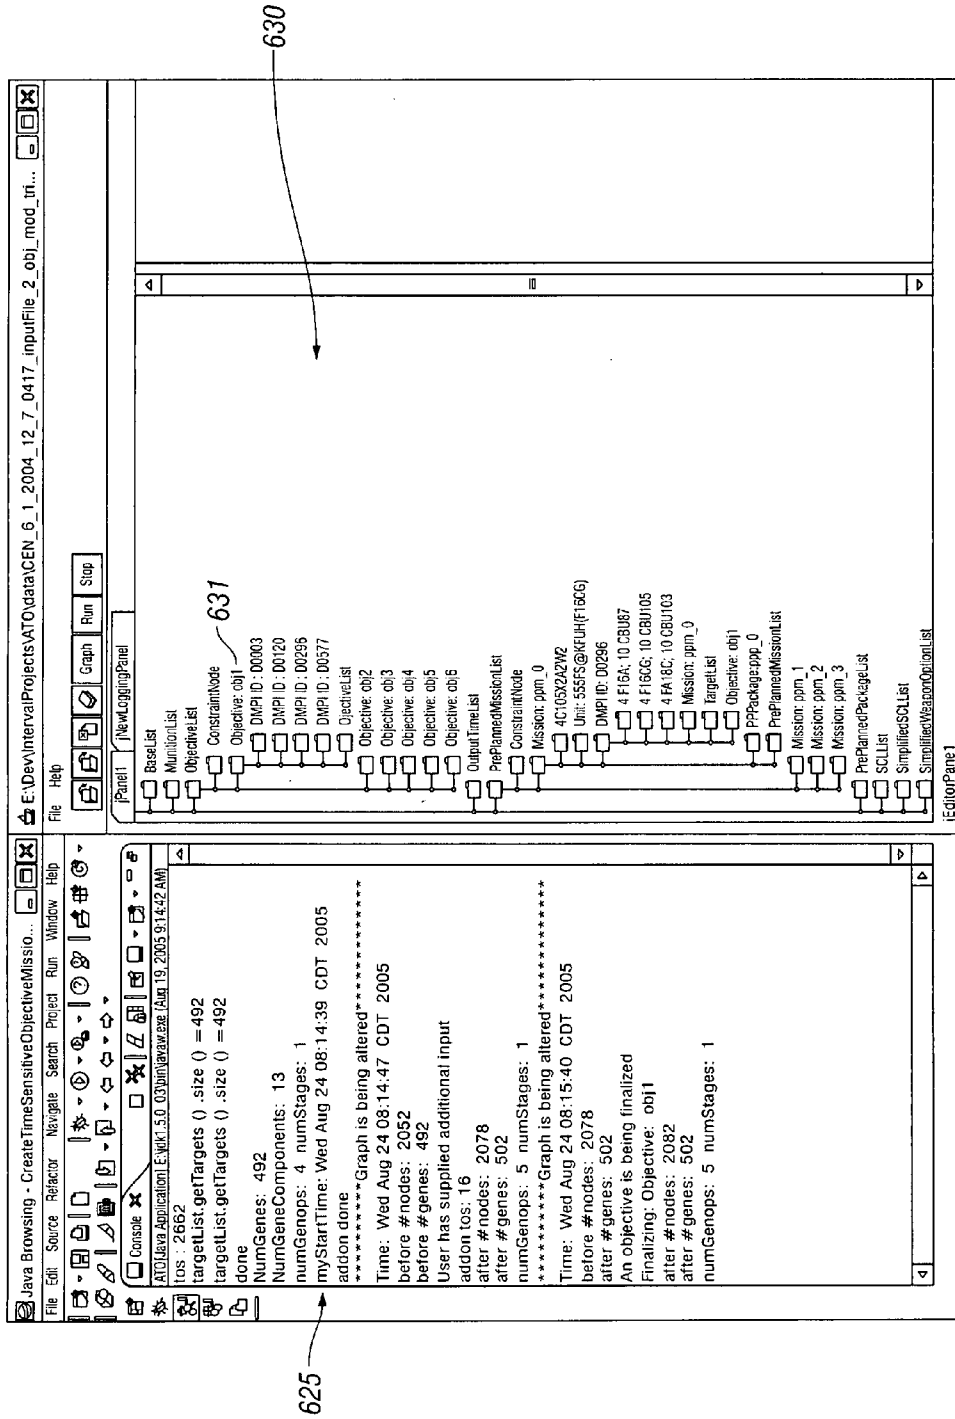 Java Browsing - CreateTimeSensitiveObjectiveMissio...
File Edit Source Refactor Navigate Search Project Run Window Help
Console
ATO[Java Application] E:\jdk1.5.0_03\bin\javaw.exe (Aug 19, 2005 9:14:42 AM)
tos : 2662
targetList.getTargets () .size () =492
targetList.getTargets () .size () =492
done
NumGenes: 492
NumGeneComponents: 13
numGenops: 4 numStages: 1
myStartTime: Wed Aug 24 08:14:39 CDT 2005
addon done
*********Graph is being altered*****************
Time: Wed Aug 24 08:14:47 CDT 2005
before #nodes: 2052
before #genes: 492
User has supplied additional input
addon tos: 16
after #nodes: 2078
after #genes: 502
numGenops: 5 numStages: 1
*********Graph is being altered*****************
Time: Wed Aug 24 08:15:40 CDT 2005
before #nodes: 2078
after #genes: 502
An objective is being finalized
Finalizing: Objective: obj1
after #nodes: 2082
after #genes: 502
numGenops: 5 numStages: 1
625
E:\Dev\IntervalProjects\ATO\data\CEN_6_1_2004_12_7_0417_inputFile_2_obj_mod_tri...
File Help
Graph Run Stop
jPanel1 jNewLoggingPanel
BaseList
MunitionList
ObjectiveList
ConstraintNode
Objective: obj1
631
DMPI ID : D0003
DMPI ID : D0120
DMPI ID : D0296
DMPI ID : D0577
OjectiveList
Objective: obj2
Objective: obj3
Objective: obj4
Objective: obj5
Objective: obj6
OutputTimeList
PrePlannedMissionList
ConstraintNode
Mission: ppm_0
4C106X2A2W2
Unit: 555FS@KFUH(F16CG)
DMPI ID: D0296
4 F16A; 10 CBU87
4 F16CG; 10 CBU105
4 FA18C; 10 CBU103
Mission: ppm_0
TargetList
Objective: obj1
PPPackage:ppp_0
PrePlannedMissionList
Mission: ppm_1
Mission: ppm_2
Mission: ppm_3
PrePlannedPackageList
SCLList
SimplifiedSCLList
SimplifiedWeaponOptionList
jEditorPane1
630